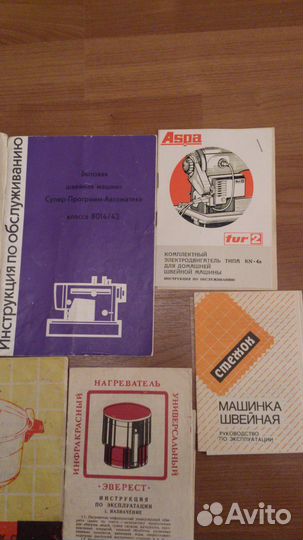 Инструкция по обслуживанию
Бытовая
швейная машина
Супер-Программ-Автоматика
класса 8014/43
Aspa
tur 2
КОМПЛЕКТНЫЙ
ЭЛЕКТРОДВИГАТЕЛЬ ТИПА KN-4s
ДЛЯ ДОМАШНЕЙ
ШВЕЙНОЙ МАШИНЫ
ИНСТРУКЦИЯ ПО ОБСЛУЖИВАНИЮ
стежок
МАШИНКА
ШВЕЙНАЯ
РУКОВОДСТВО
ПО ЭКСПЛУАТАЦИИ
ИНФРАКРАСНЫЙ
НАГРЕВАТЕЛЬ
УНИВЕРСАЛЬНЫЙ
"ЭВЕРЕСТ"
ИНСТРУКЦИЯ
ПО ЭКСПЛУАТАЦИИ
1. НАЗНАЧЕНИЕ
Avito